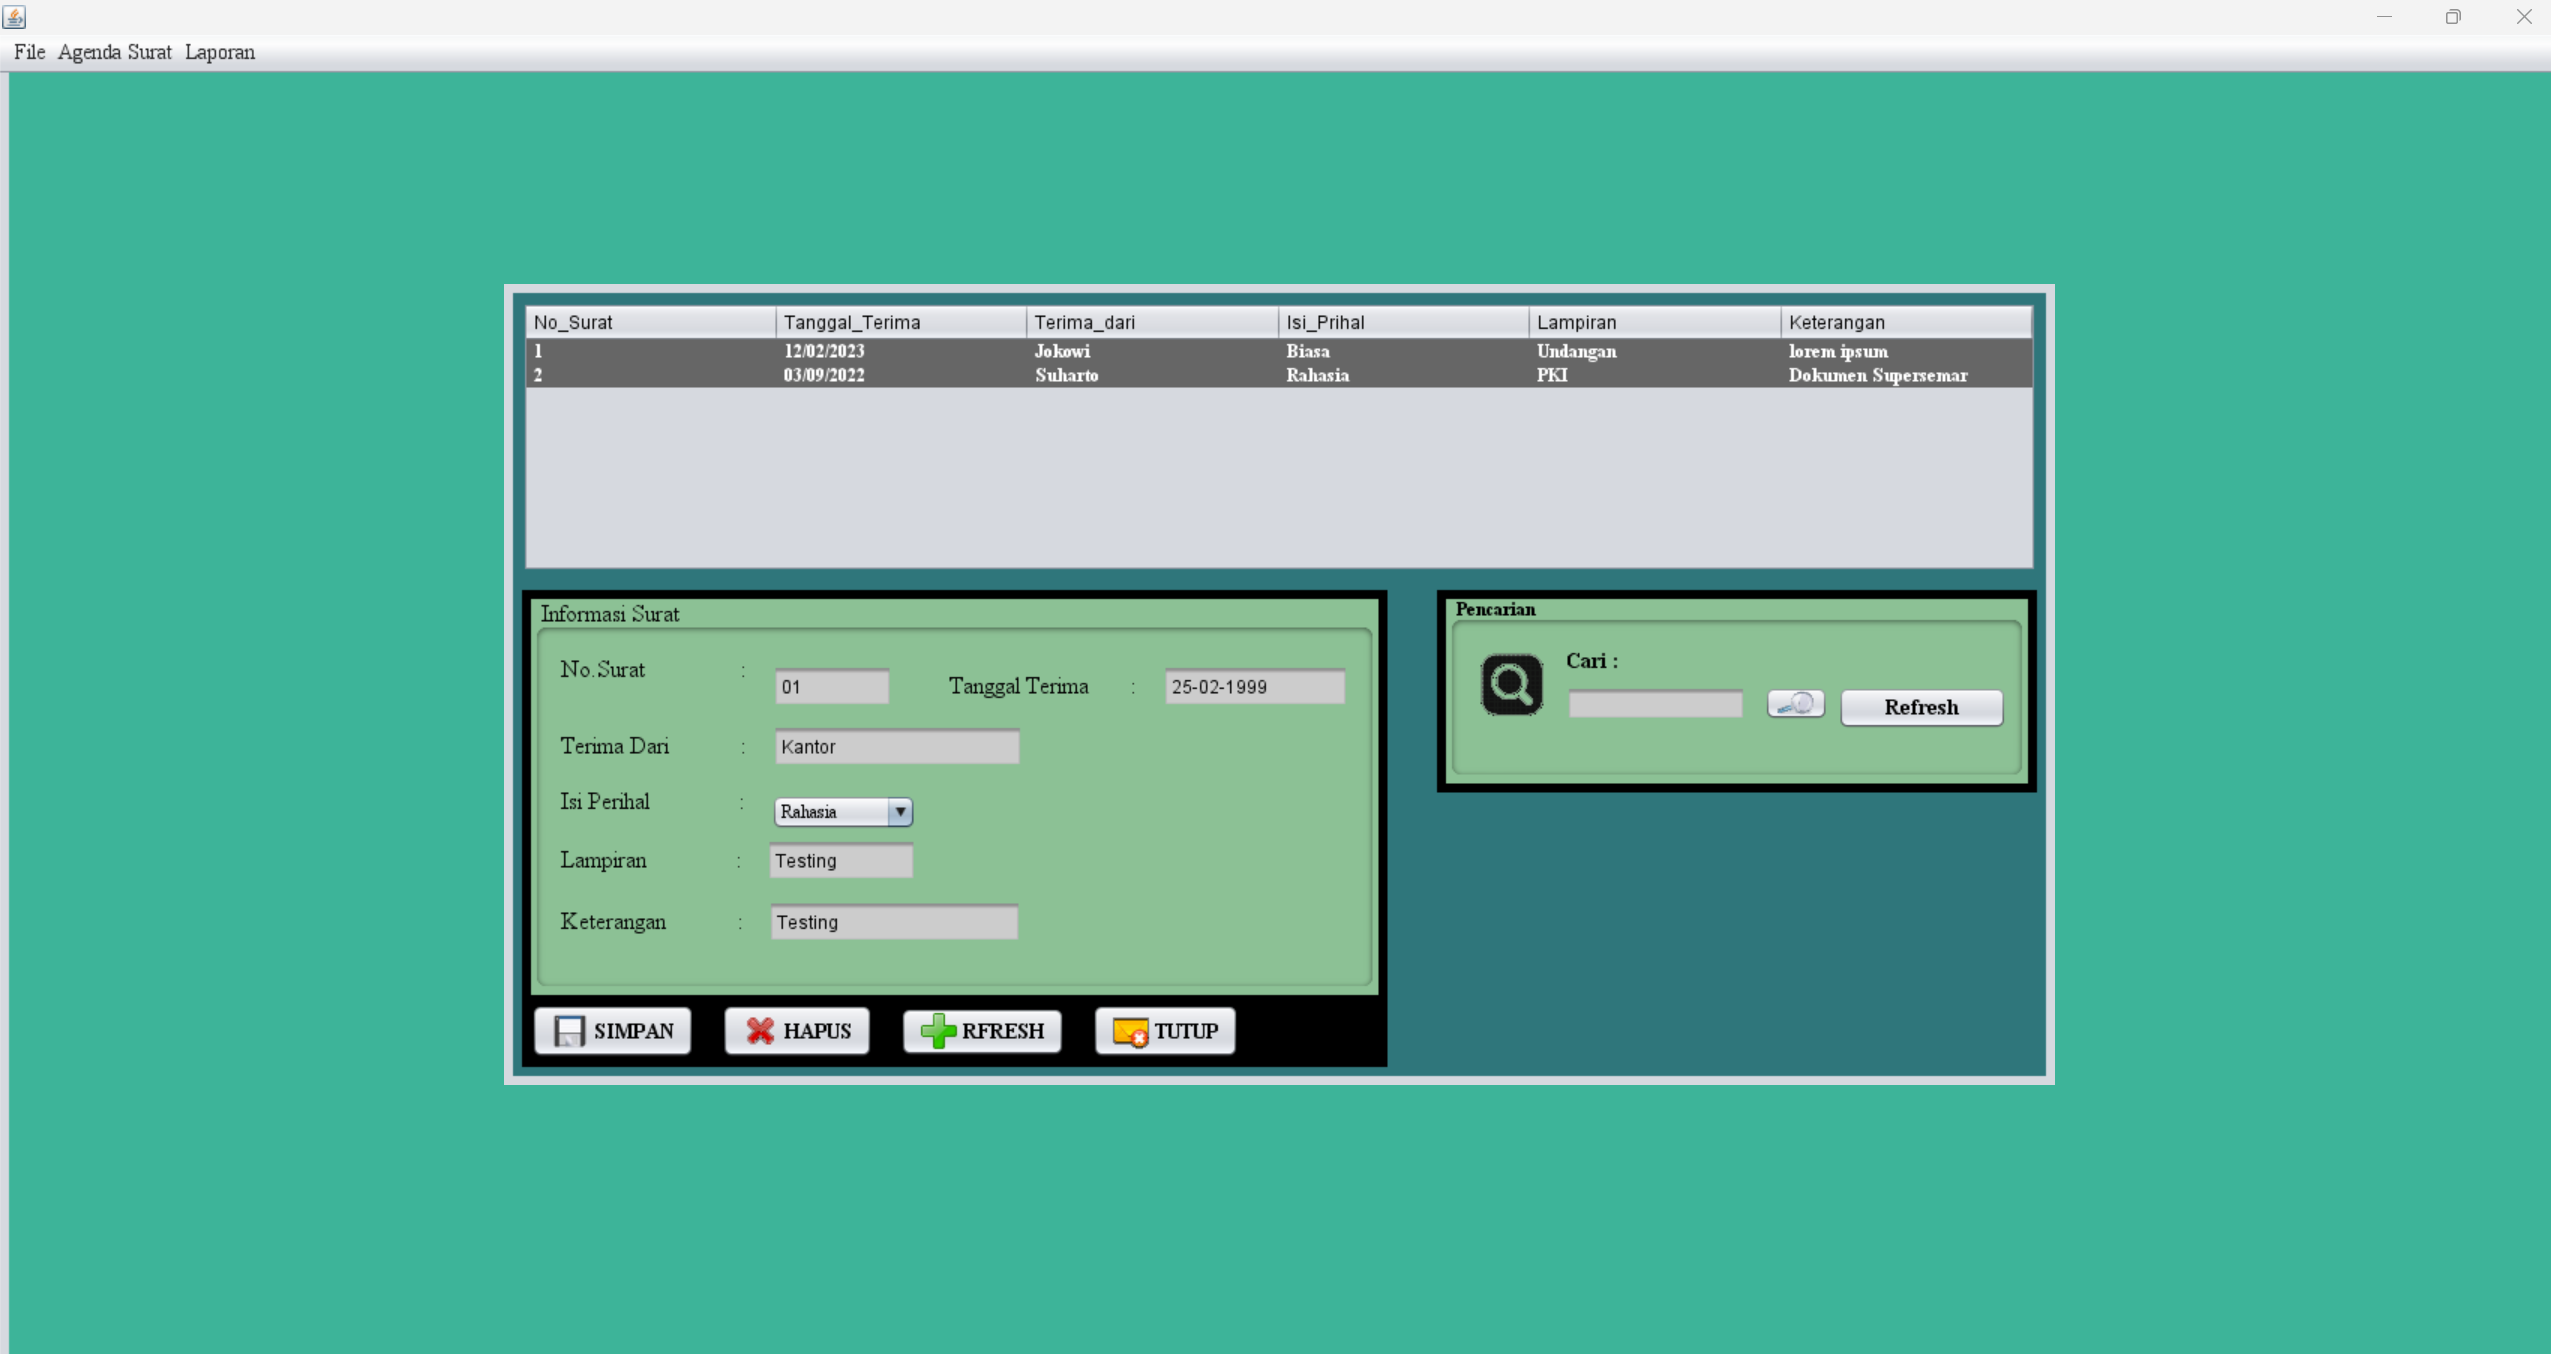 File Agenda Surat Laporan
No_Surat Tanggal_Terima Terima_dari Isi_Prihal Lampiran Keterangan
1 12/02/2023 Jokowi Biasa Undangan lorem ipsum
2 03/09/2022 Suharto Rahasia PKI Dokumen Supersemar
Informasi Surat
No.Surat : 01 Tanggal Terima : 25-02-1999
Terima Dari : Kantor
Isi Perihal : Rahasia
Lampiran : Testing
Keterangan : Testing
SIMPAN HAPUS RFRESH TUTUP
Pencarian
Cari :
Refresh